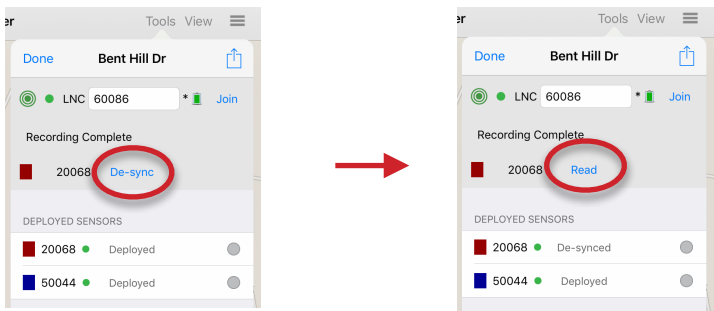 er
Tools View
Done Bent Hill Dr
LNC 60086 * Join
Recording Complete
20068 De-sync
DEPLOYED SENSORS
20068 Deployed
50044 Deployed
er
Tools View
Done Bent Hill Dr
LNC 60086 * Join
Recording Complete
20068 Read
DEPLOYED SENSORS
20068 De-synced
50044 Deployed